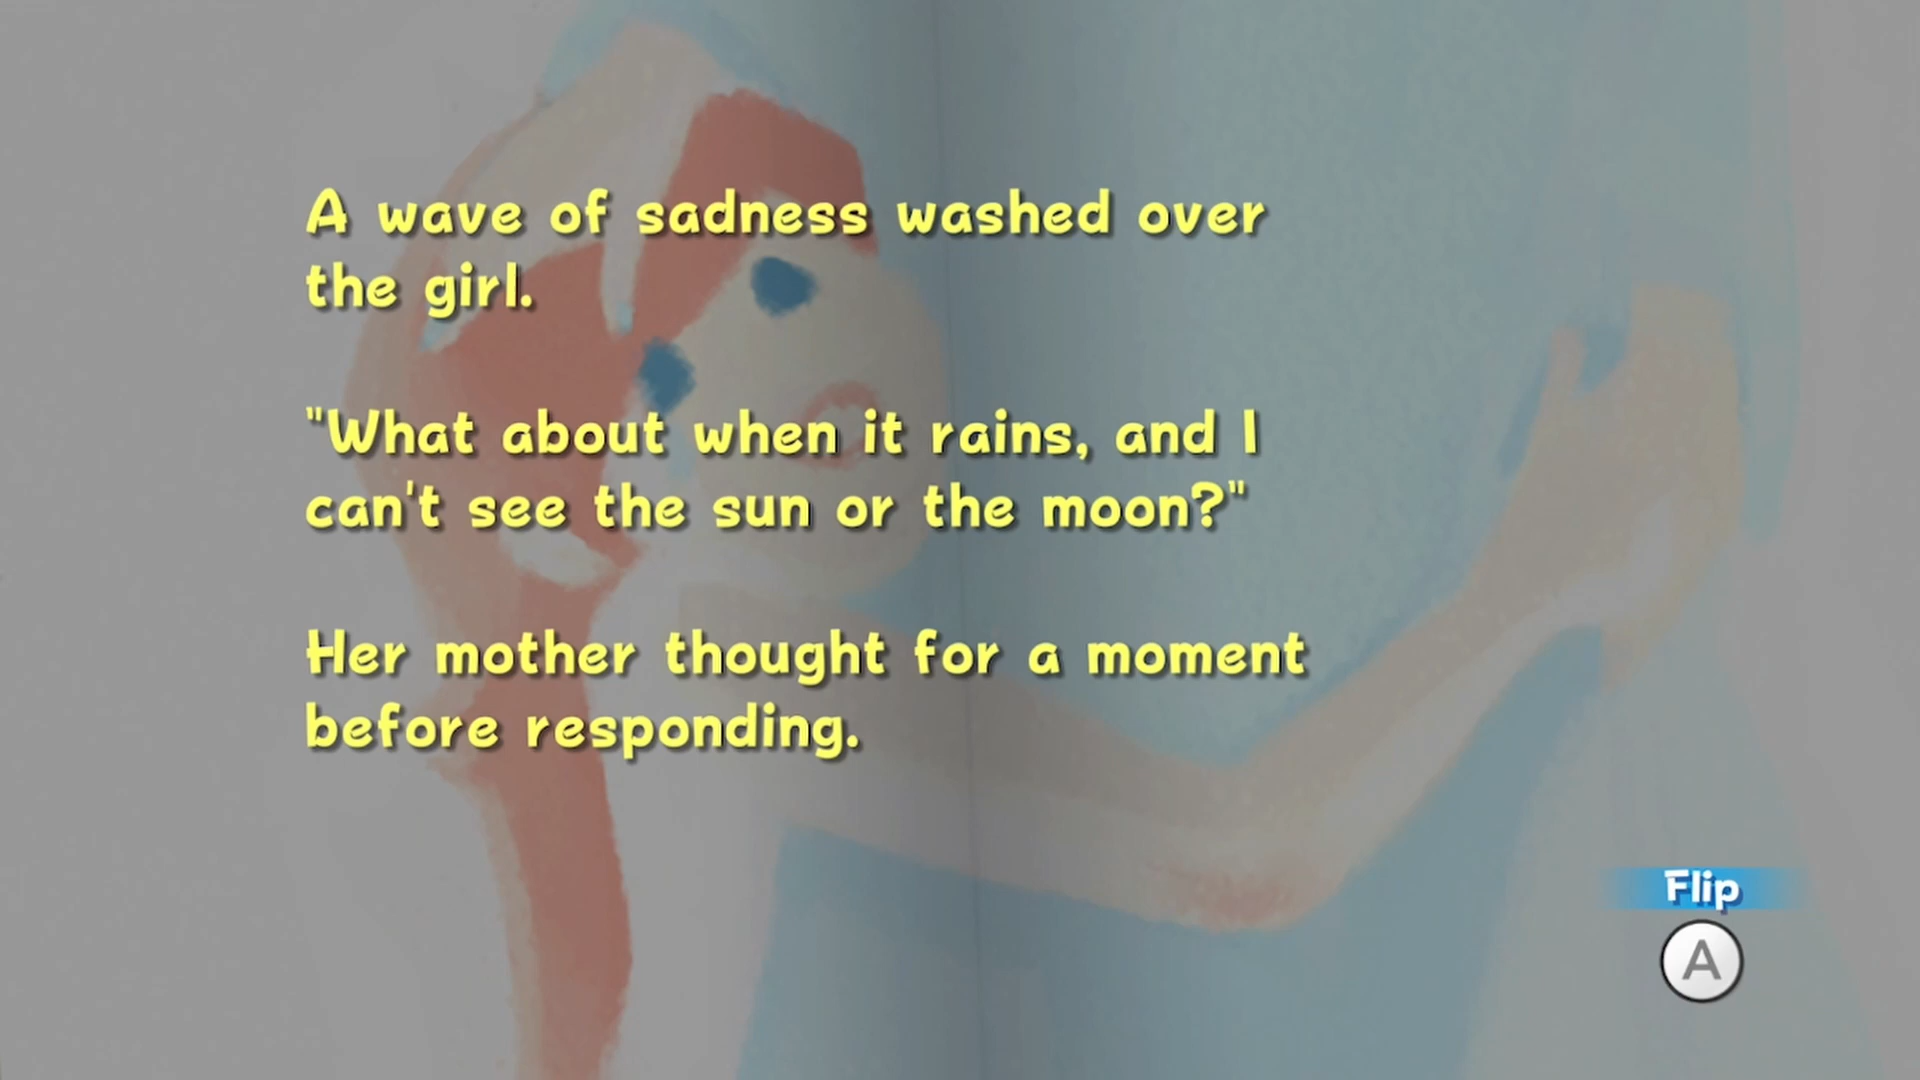 A wave of sadness washed over
the girl.
"What about when it rains, and I
can't see the sun or the moon?"
Her mother thought for a moment
before responding.
Flip
A